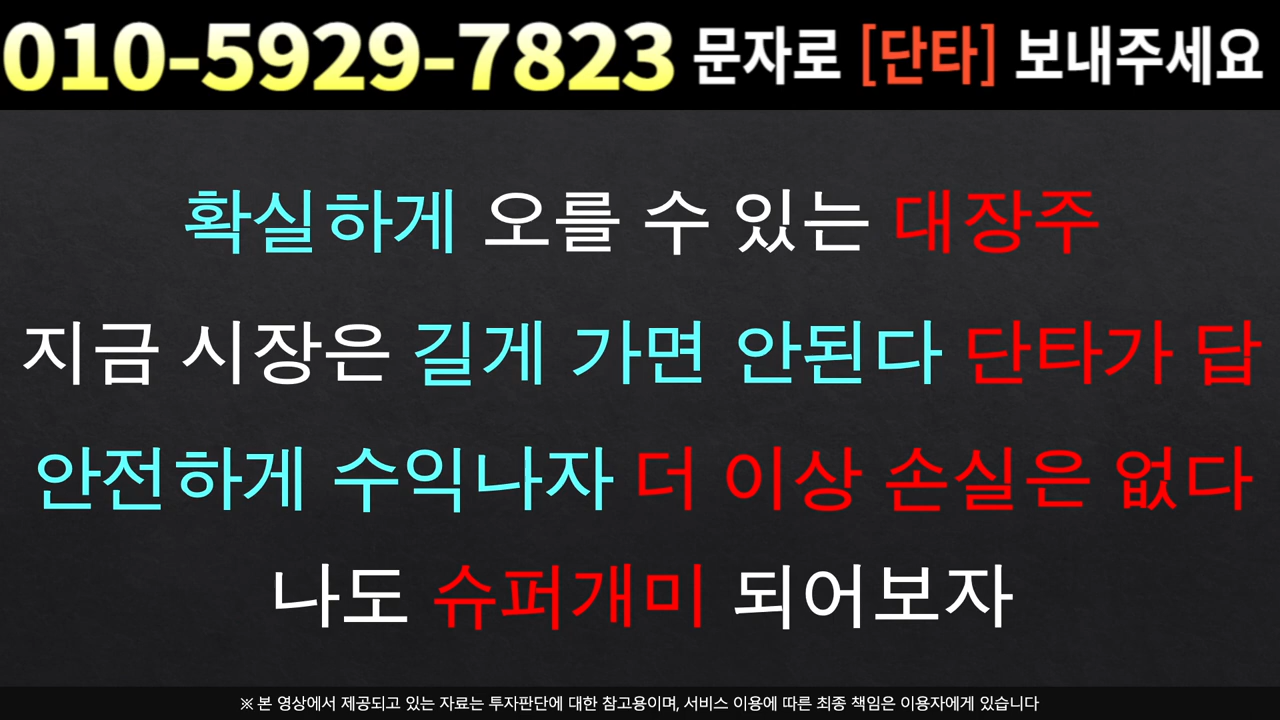 010-5929-7823 문자로 [단타] 보내주세요
확실하게 오를 수 있는 대장주
지금 시장은 길게 가면 안된다 단타가 답
안전하게 수익나자 더 이상 손실은 없다
나도 슈퍼개미 되어보자
※ 본 영상에서 제공되고 있는 자료는 투자판단에 대한 참고용이며, 서비스 이용에 따른 최종 책임은 이용자에게 있습니다